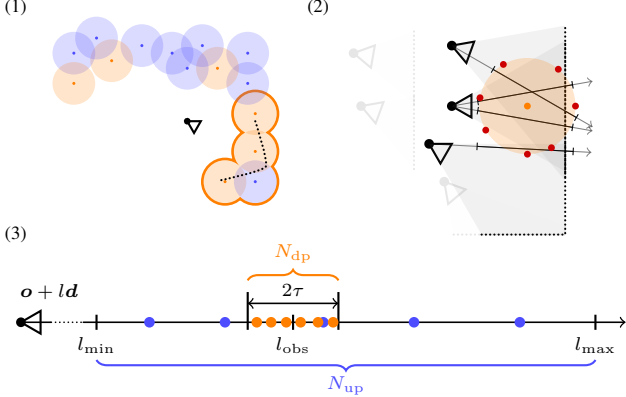 (1)
(2)
(3)
N_dp
2τ
o + ld
l_min
l_obs
l_max
N_up